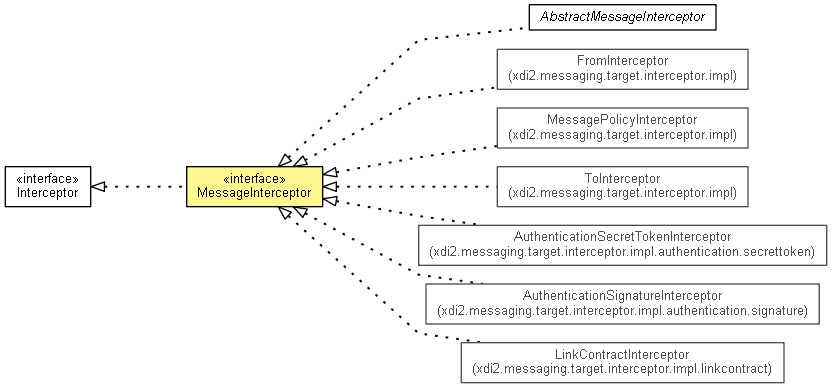 AbstractMessageInterceptor
FromInterceptor
(xdi2.messaging.target.interceptor.impl)
MessagePolicyInterceptor
(xdi2.messaging.target.interceptor.impl)
«interface»
Interceptor
«interface»
MessageInterceptor
ToInterceptor
(xdi2.messaging.target.interceptor.impl)
AuthenticationSecretTokenInterceptor
(xdi2.messaging.target.interceptor.impl.authentication.secrettoken)
AuthenticationSignatureInterceptor
(xdi2.messaging.target.interceptor.impl.authentication.signature)
LinkContractInterceptor
(xdi2.messaging.target.interceptor.impl.linkcontract)